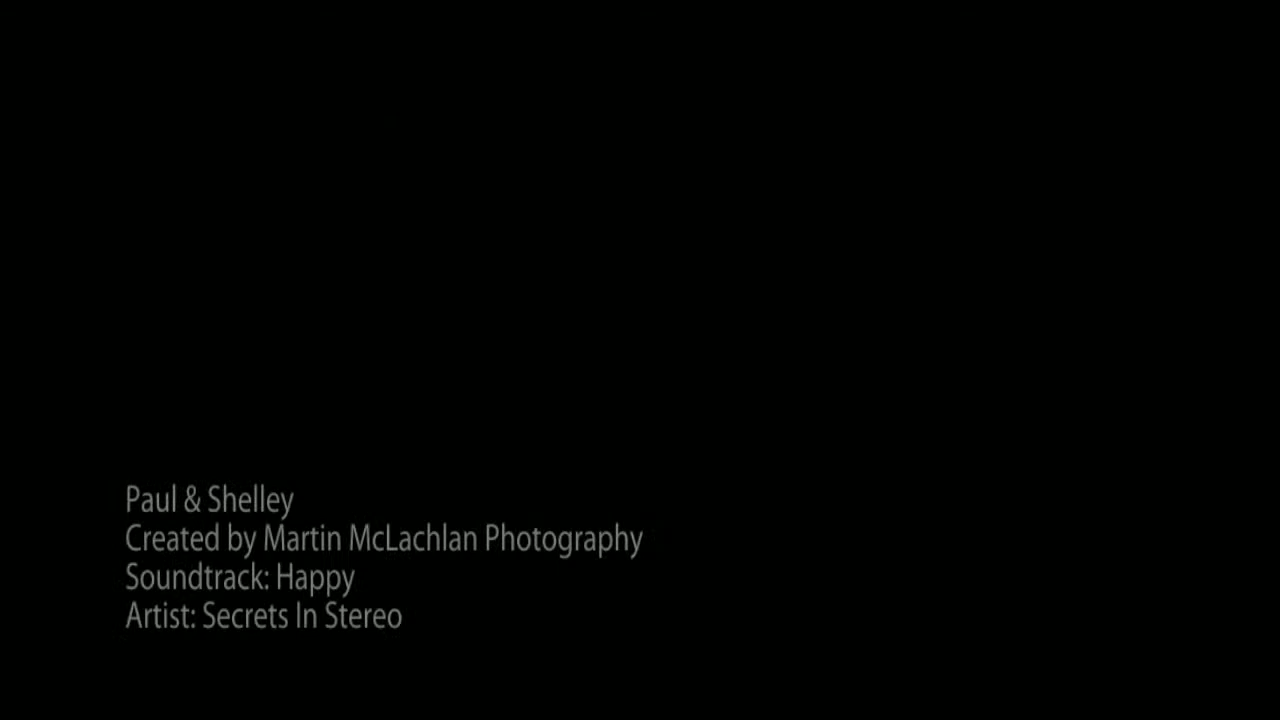 Paul & Shelley
Created by Martin McLachlan Photography
Soundtrack: Happy
Artist: Secrets In Stereo